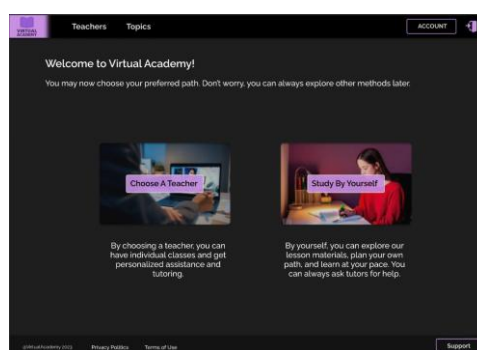 VIRTUAL
ACADEMY
Teachers
Topics
ACCOUNT
Welcome to Virtual Academy!
You may now choose your preferred path. Don't worry, you can always explore other methods later.
Choose A Teacher
By choosing a teacher, you can
have individual classes and get
personalized assistance and
tutoring.
Study By Yourself
By yourself, you can explore our
lesson materials, plan your own
path, and learn at your pace. You
can always ask tutors for help.
@VirtualAcademy 2023
Privacy Politics
Terms of Use
Support